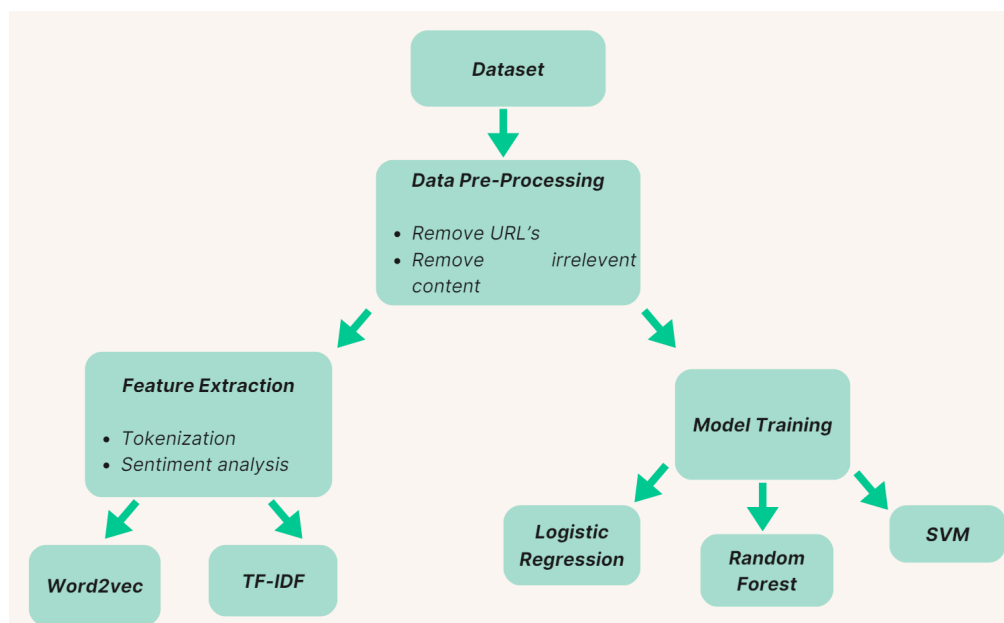 Dataset
Data Pre-Processing
• Remove URL's
• Remove irrelevent
content
Feature Extraction
• Tokenization
• Sentiment analysis
Model Training
Word2vec
TF-IDF
Logistic
Regression
Random
Forest
SVM